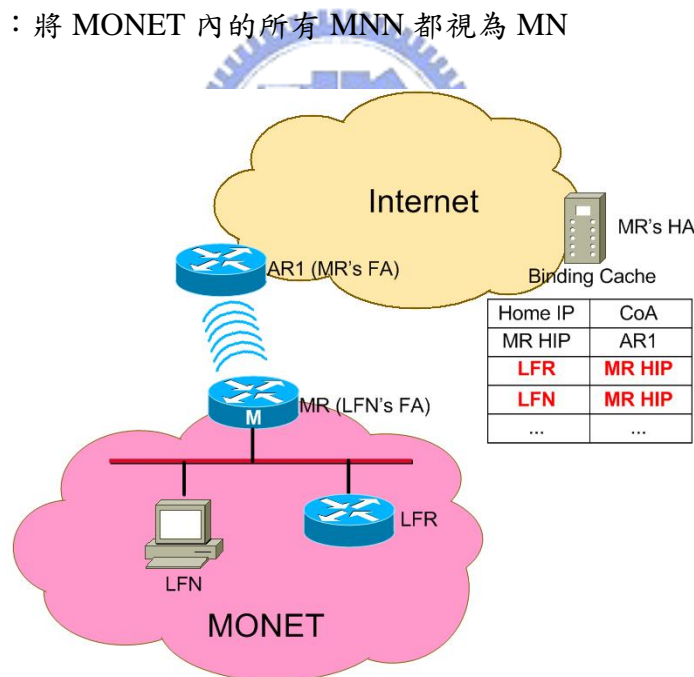 ：將 MONET 內的所有 MNN 都視為 MN
Internet
MR's HA
AR1 (MR's FA)
Binding Cache
Home IP CoA
MR HIP AR1
LFR MR HIP
LFN MR HIP
... ...
MR (LFN's FA)
M
LFR
LFN
MONET